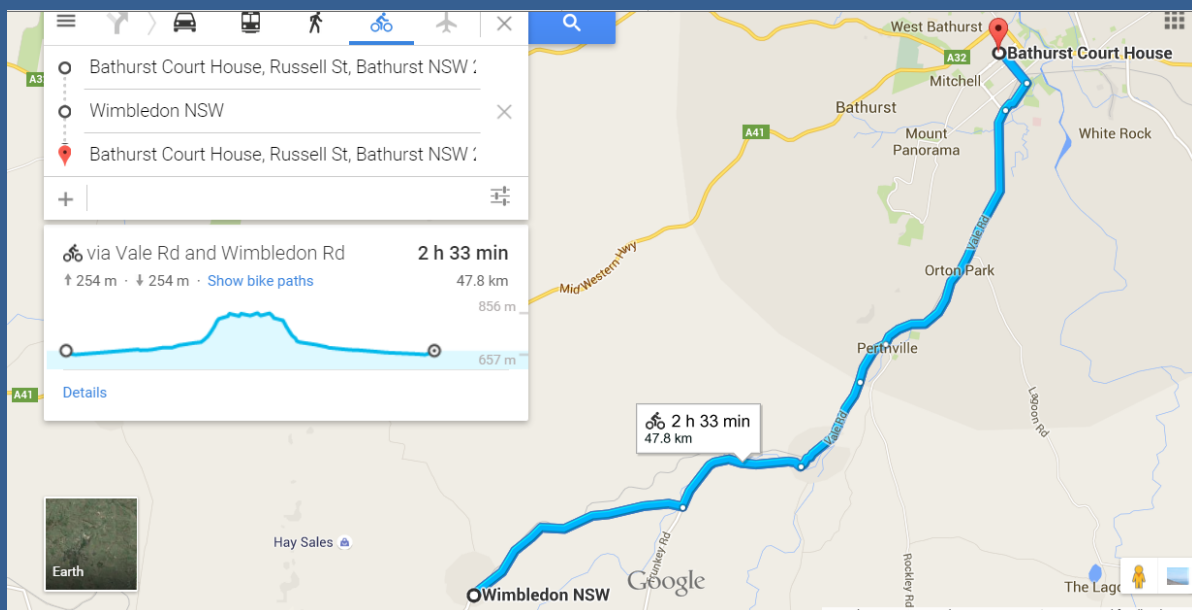 Bathurst Court House, Russell St, Bathurst NSW
Wimbledon NSW
Bathurst Court House, Russell St, Bathurst NSW
via Vale Rd and Wimbledon Rd
2 h 33 min
254 m · 254 m · Show bike paths
47.8 km
856 m
657 m
Details
A41
Earth
West Bathurst
Bathurst Court House
A32
Mitchell
Bathurst
A41
Mount
Panorama
White Rock
Vale Rd
Mid Western Hwy
Orton Park
Perthville
Lagoon Rd
2 h 33 min
47.8 km
Vale Rd
Hay Sales
Rockley Rd
Google
Wimbledon NSW